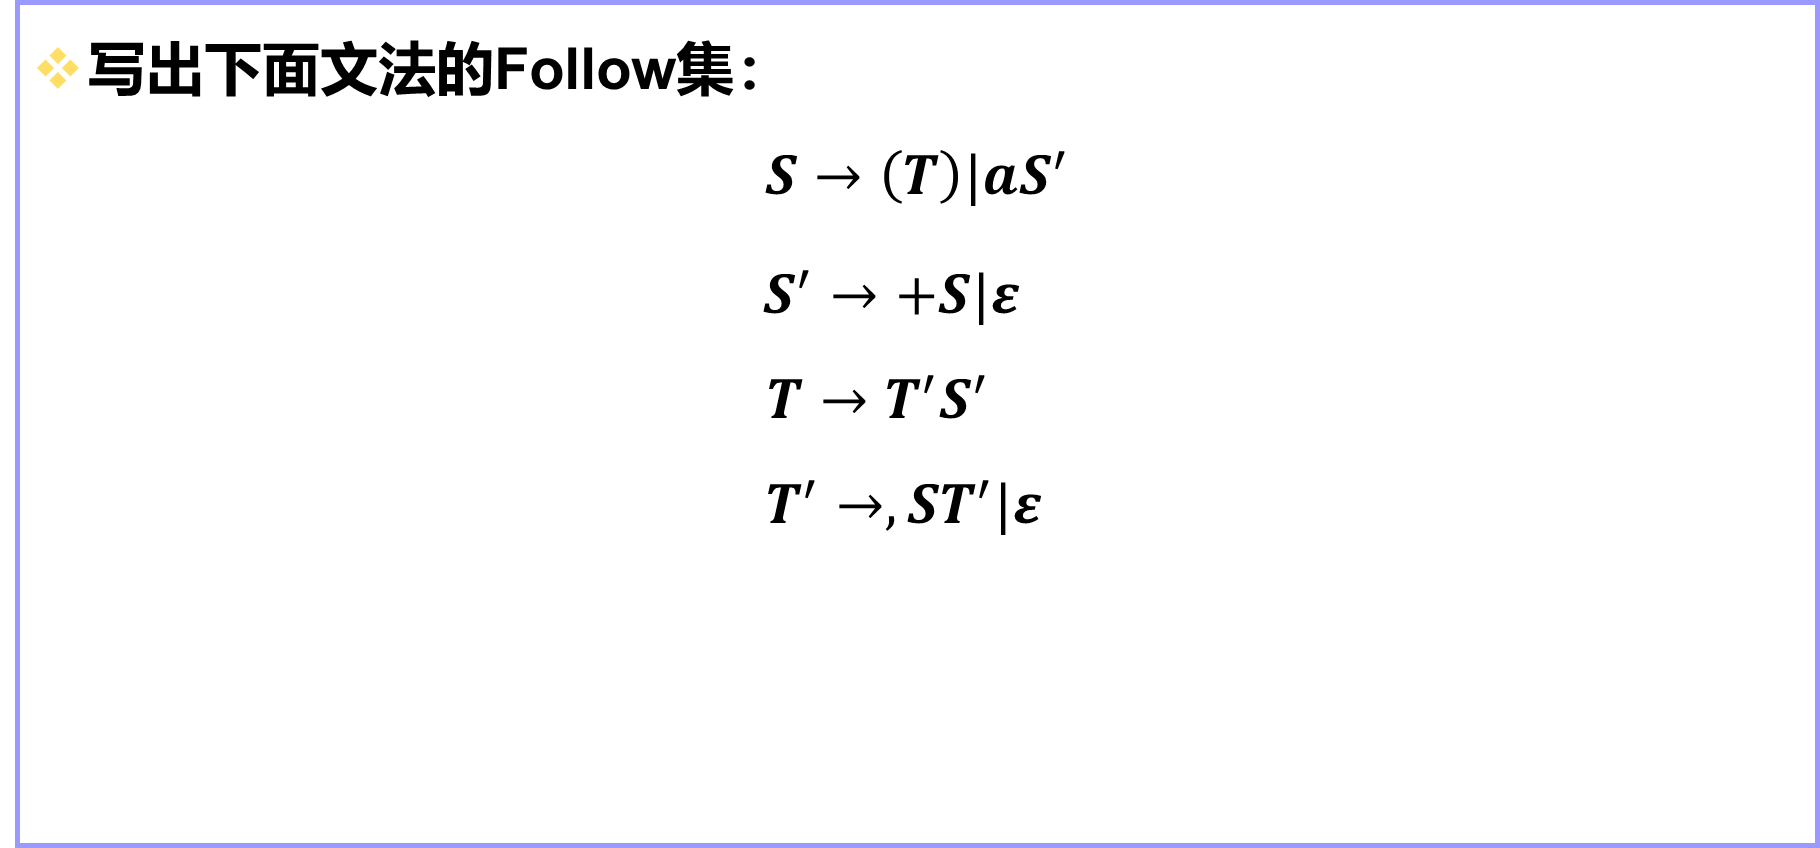 写出下面文法的Follow集：
S → (T)|aS′
S′ → +S|ε
T → T′S′
T′ →, ST′|ε